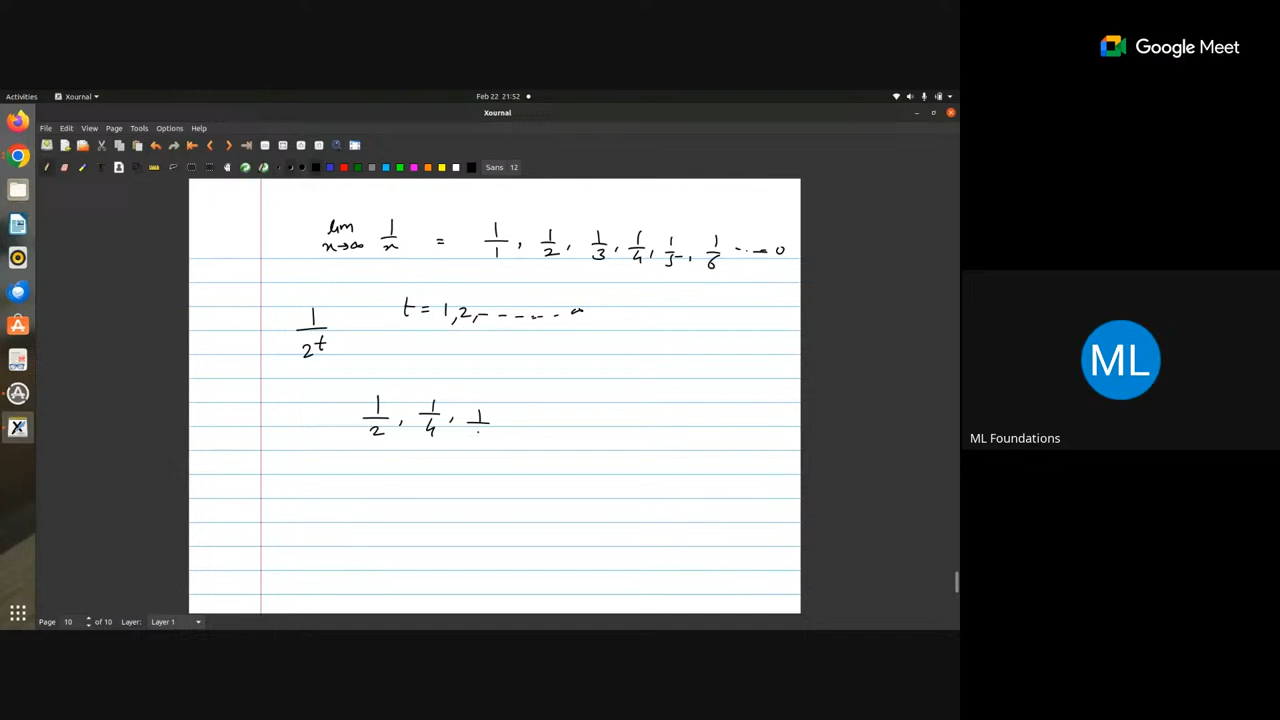 Google Meet
Activities Xournal Feb 22 21:52
Xournal
File Edit View Page Tools Options Help
Sans 12
lim x→∞ 1/x = 1/1, 1/2, 1/3, 1/4, 1/5, 1/6 ... 0
1/2^t t = 1, 2, - - - - - - ∞
1/2, 1/4, 1/
ML
ML Foundations
Page 10 of 10 Layer: Layer 1